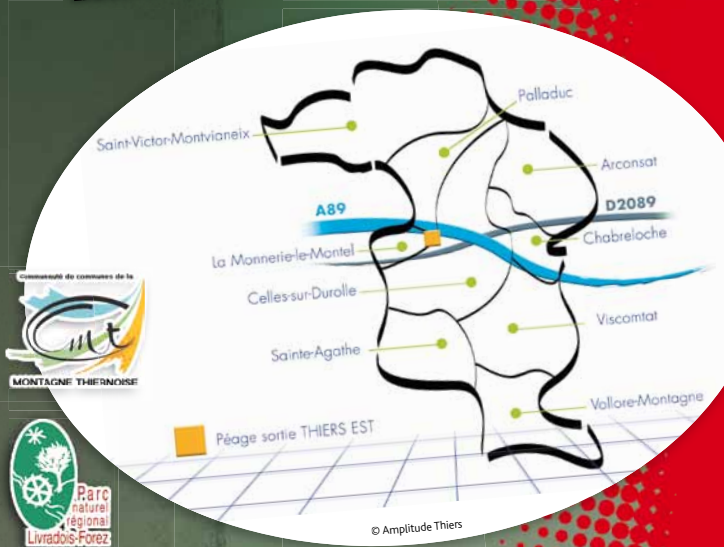 Palladuc
Saint-Victor-Montvianeix
Arconsat
A89
D2089
Chabreloche
La Monnerie-le-Montel
Celles-sur-Durolle
Viscomtat
Sainte-Agathe
Vollore-Montagne
Péage sortie THIERS EST
Communauté de communes de la
Cmt
MONTAGNE THIERNOISE
Parc
naturel
régional
Livradois-Forez
© Amplitude Thiers